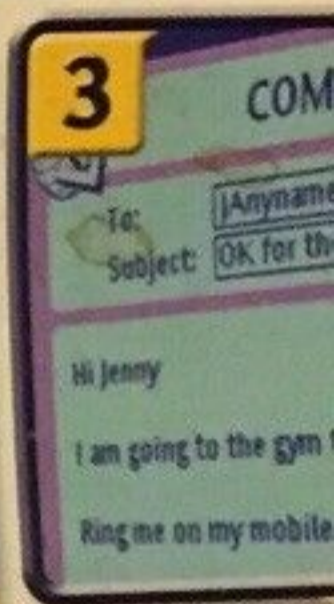 3
COM
To: JAnyname
Subject: OK for th
Hi Jenny
I am going to the gym
Ring me on my mobile.